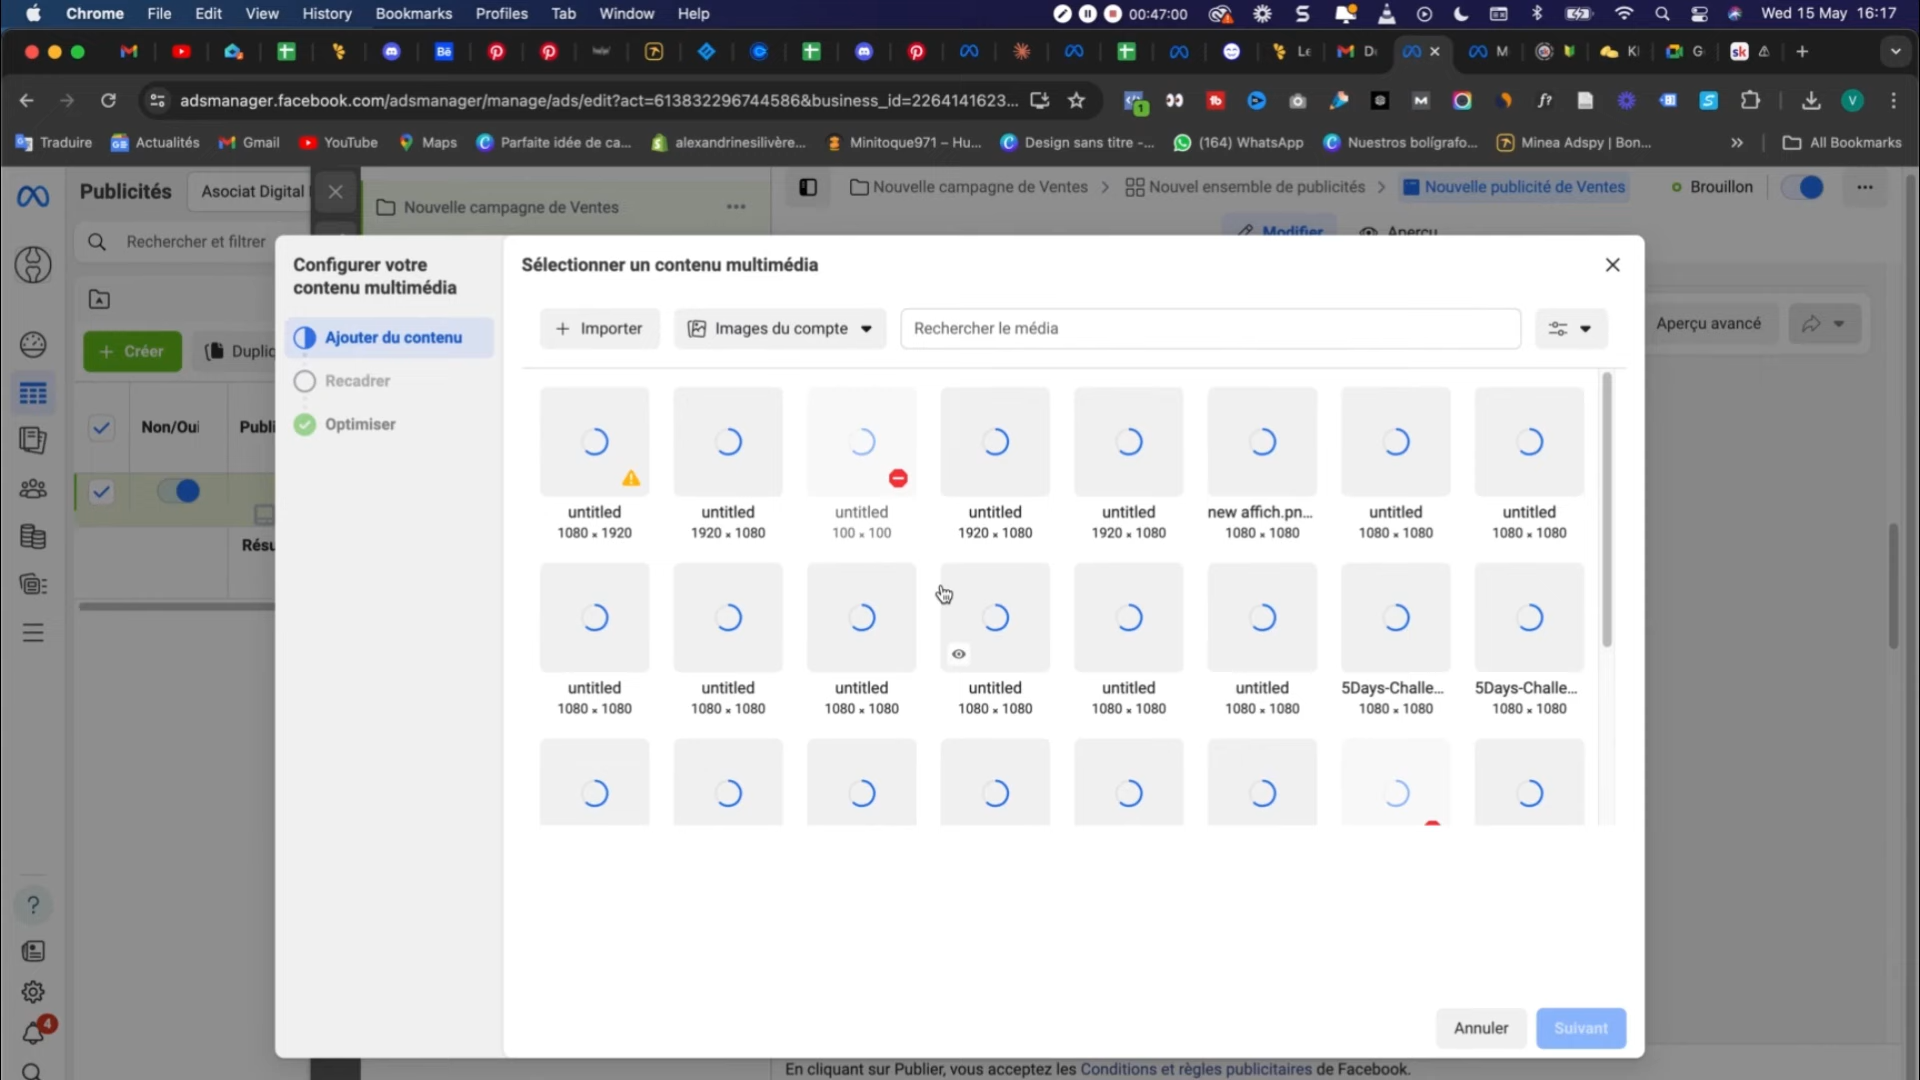 Chrome File Edit View History Bookmarks Profiles Tab Window Help 00:47:00 Wed 15 May 16:17
Le D M Kl G
adsmanager.facebook.com/adsmanager/manage/ads/edit?act=613832296744586&business_id=2264141623...
Traduire Actualités Gmail YouTube Maps Parfaite idée de ca... alexandrinesilivère... Minitoque971 – Hu... Design sans titre -... (164) WhatsApp Nuestros bolígrafo... Minea Adspy | Bon... » All Bookmarks
Publicités Asociat Digital Nouvelle campagne de Ventes Nouvelle campagne de Ventes Nouvel ensemble de publicités Nouvelle publicité de Ventes Brouillon
Rechercher et filtrer
Modifier Aperçu
Configurer votre contenu multimédia
Sélectionner un contenu multimédia
Ajouter du contenu
Recadrer
Optimiser
+ Importer Images du compte Rechercher le média
Aperçu avancé
+ Créer Dupliq
Non/Oui Publi
Résu
untitled untitled untitled untitled untitled new affich.pn... untitled untitled
1080 × 1920 1920 × 1080 100 × 100 1920 × 1080 1920 × 1080 1080 × 1080 1080 × 1080 1080 × 1080
untitled untitled untitled untitled untitled untitled 5Days-Challe... 5Days-Challe...
1080 × 1080 1080 × 1080 1080 × 1080 1080 × 1080 1080 × 1080 1080 × 1080 1080 × 1080 1080 × 1080
4
Annuler Suivant
En cliquant sur Publier, vous acceptez les Conditions et règles publicitaires de Facebook.